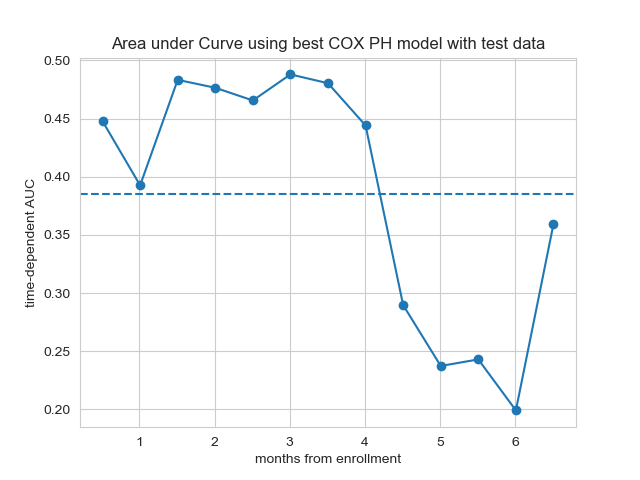 Area under Curve using best COX PH model with test data
time-dependent AUC
0.50
0.45
0.40
0.35
0.30
0.25
0.20
1 2 3 4 5 6
months from enrollment